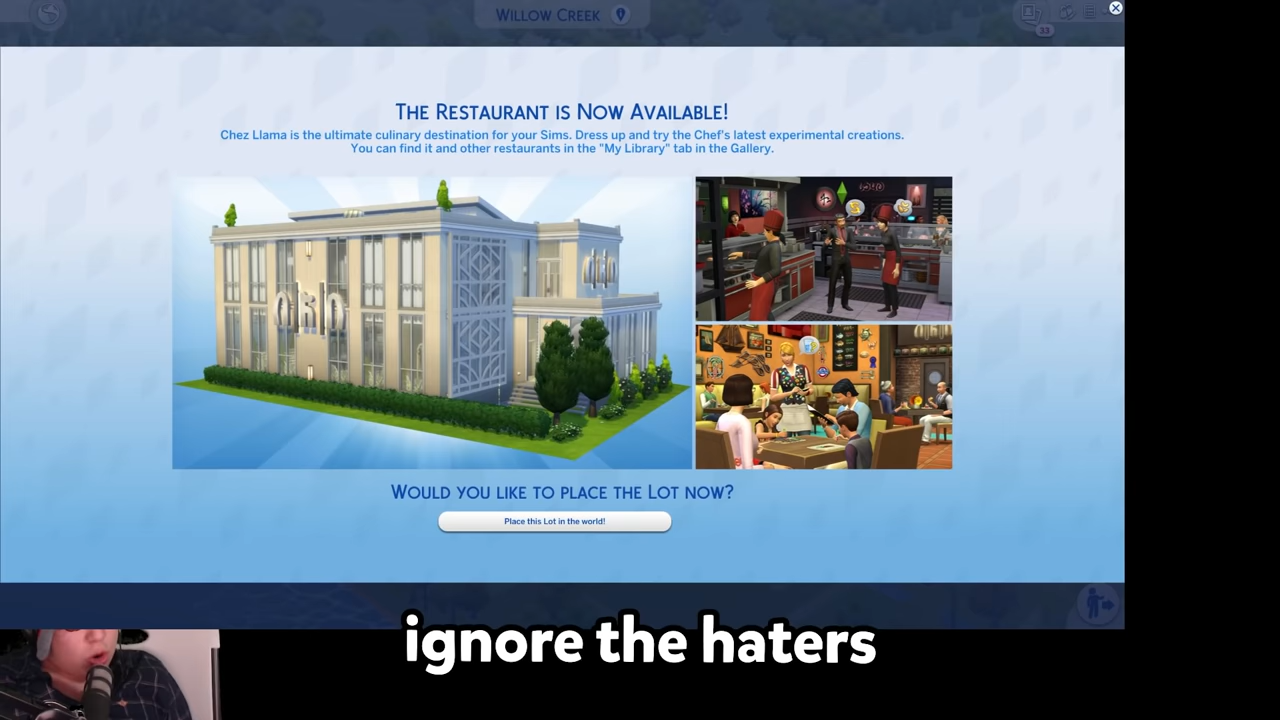 WILLOW CREEK
33
THE RESTAURANT IS NOW AVAILABLE!
Chez Llama is the ultimate culinary destination for your Sims. Dress up and try the Chef's latest experimental creations.
You can find it and other restaurants in the "My Library" tab in the Gallery.
WOULD YOU LIKE TO PLACE THE LOT NOW?
Place this Lot in the world!
ignore the haters